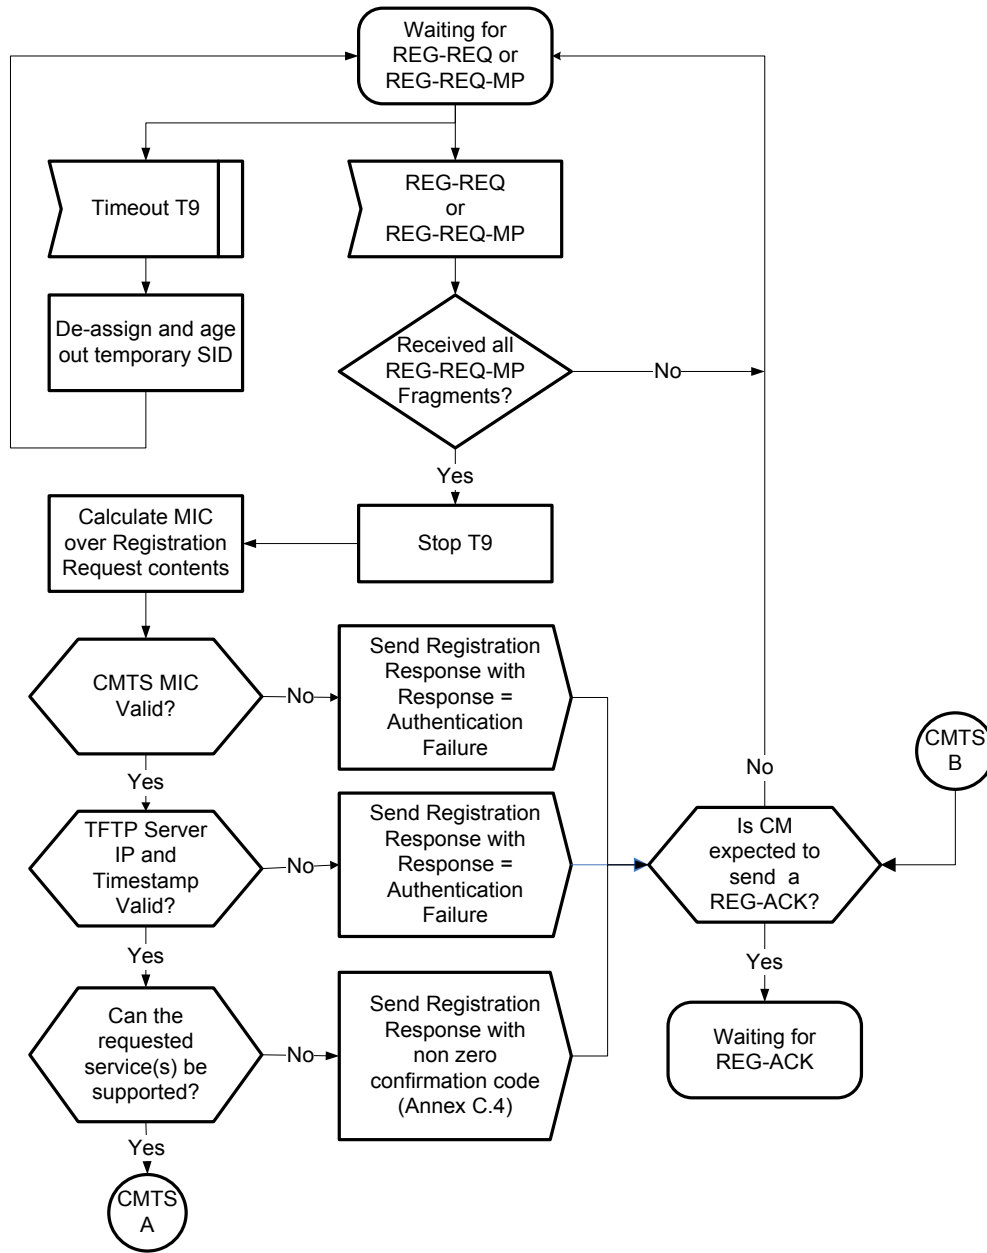 Waiting for
REG-REQ or
REG-REQ-MP
Timeout T9
REG-REQ
or
REG-REQ-MP
De-assign and age
out temporary SID
Received all
REG-REQ-MP
Fragments?
No
Yes
Calculate MIC
over Registration
Request contents
Stop T9
CMTS MIC
Valid?
No
Send Registration
Response with
Response =
Authentication
Failure
CMTS
B
No
Yes
TFTP Server
IP and
Timestamp
Valid?
No
Send Registration
Response with
Response =
Authentication
Failure
Is CM
expected to
send a
REG-ACK?
Yes
Yes
Can the
requested
service(s) be
supported?
No
Send Registration
Response with
non zero
confirmation code
(Annex C.4)
Waiting for
REG-ACK
Yes
CMTS
A